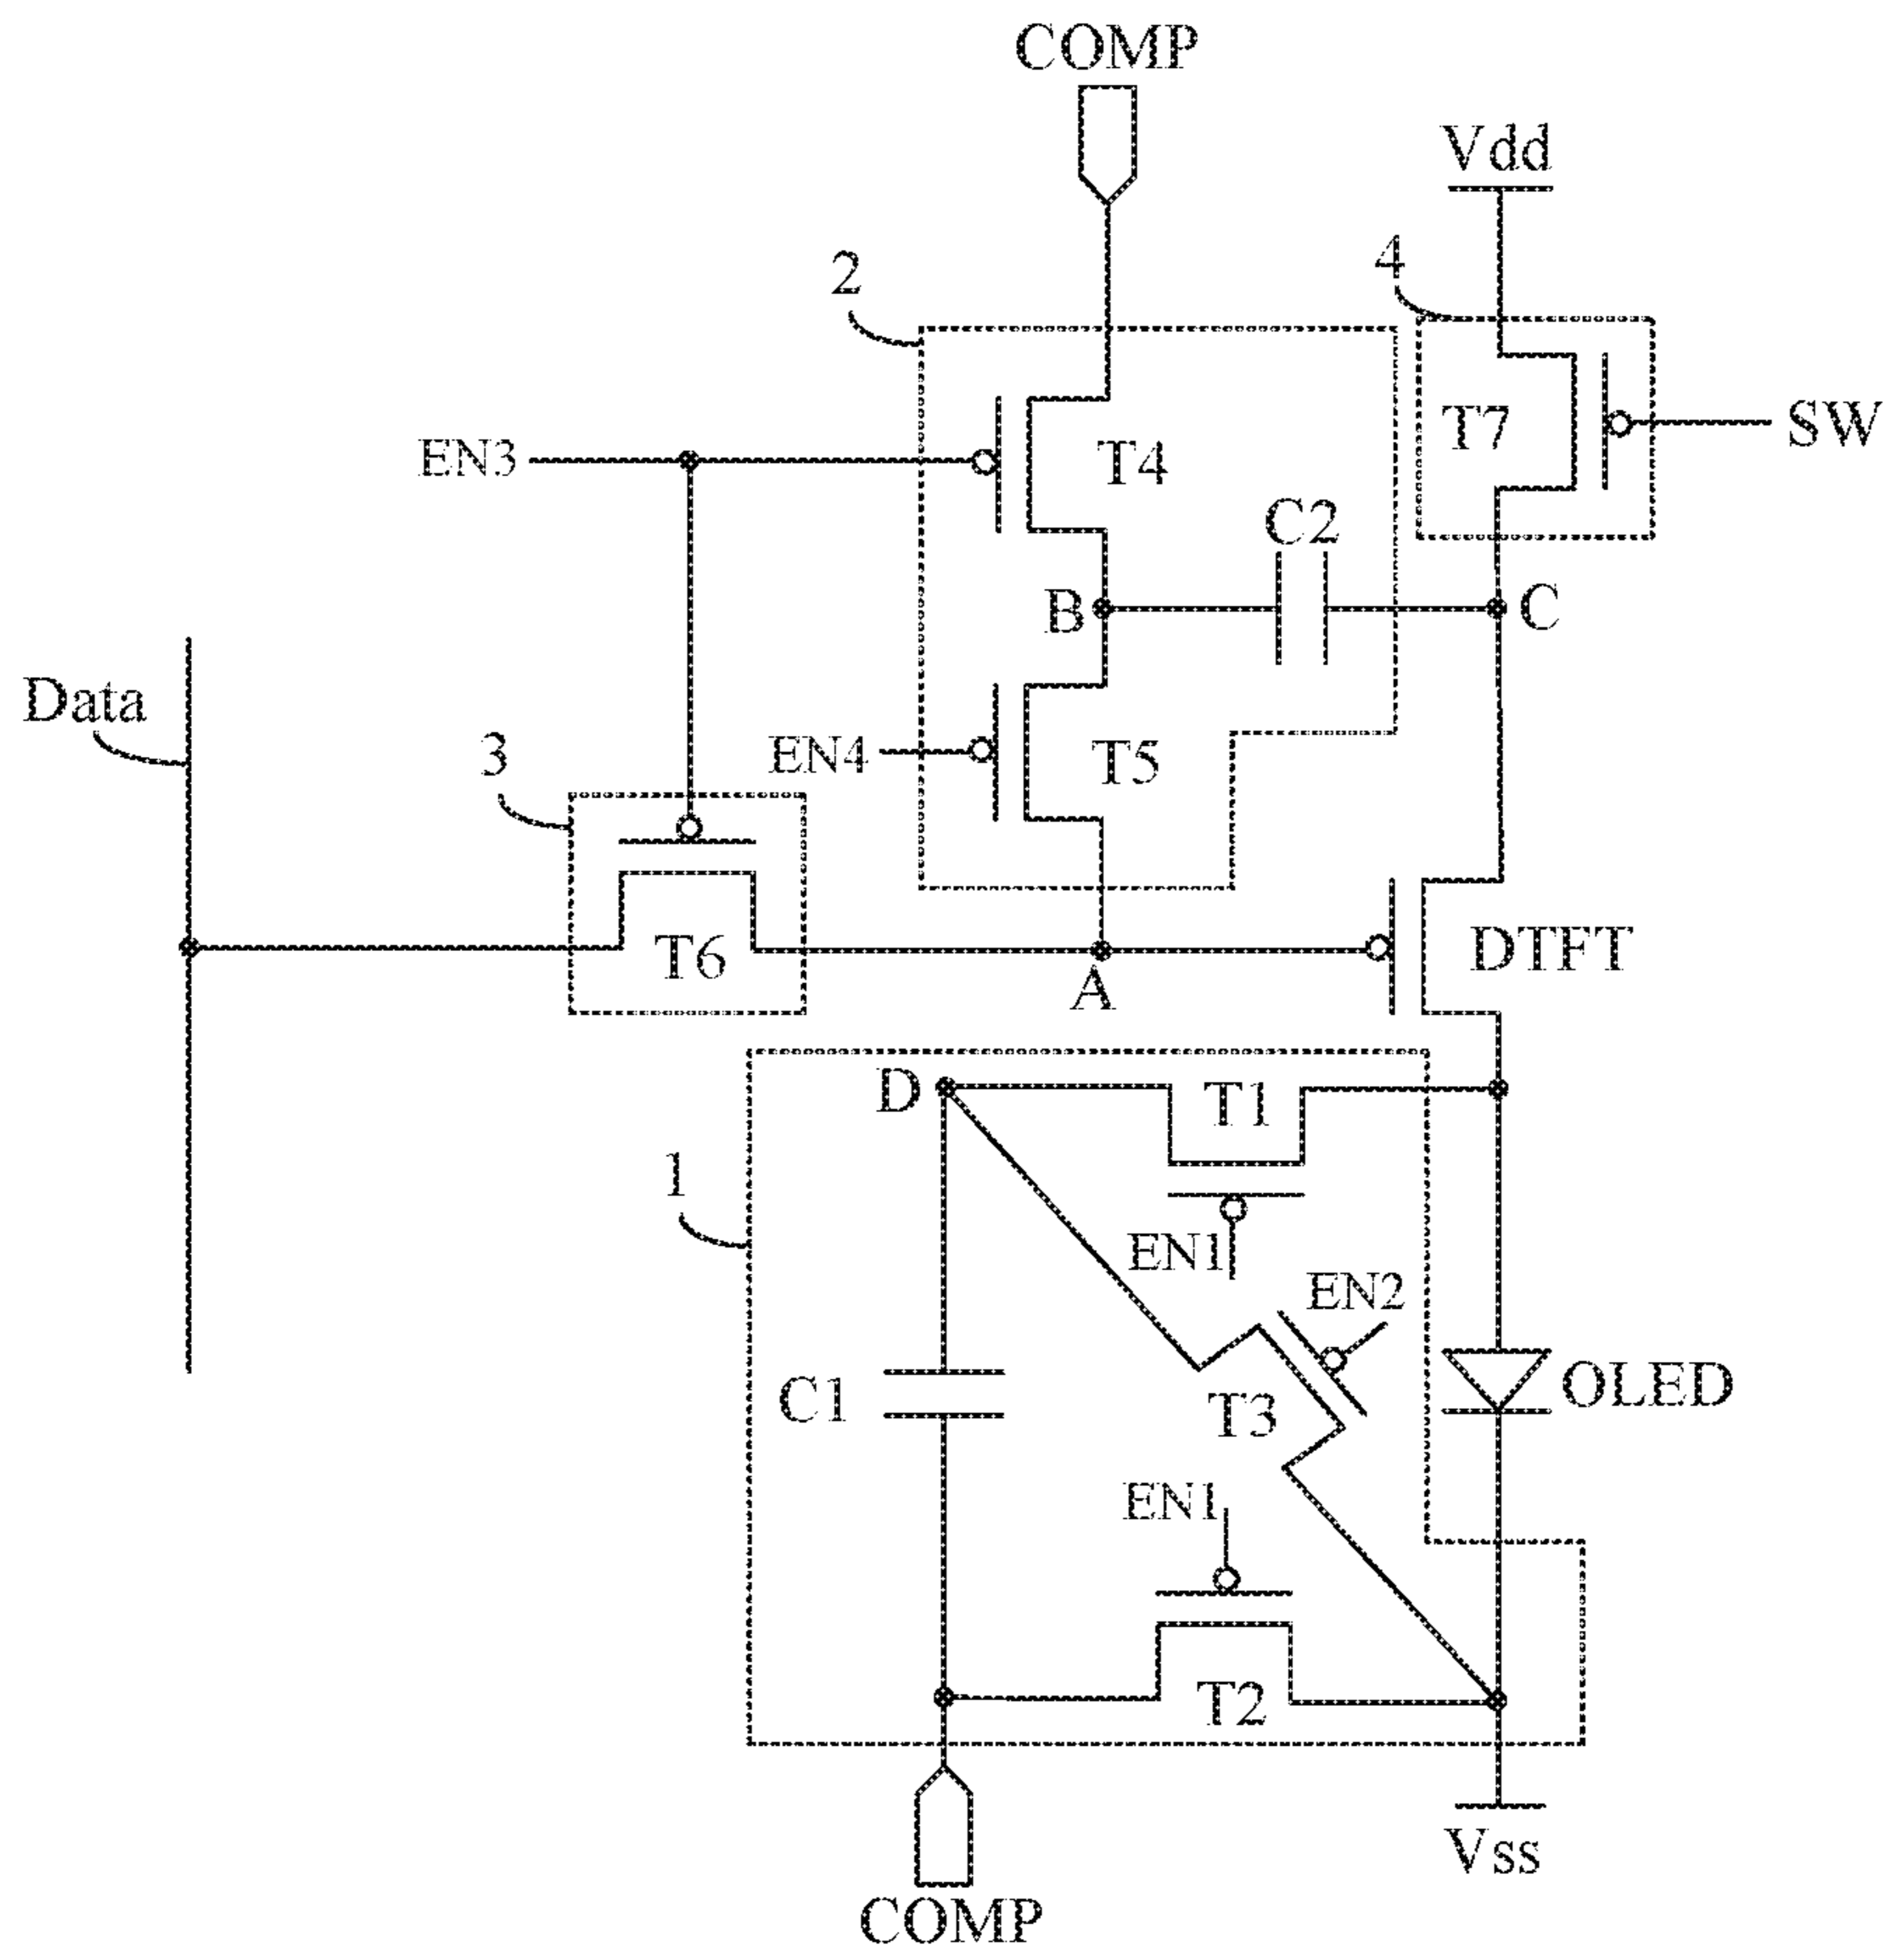 COMP
Vdd
2
4
T7
SW
EN3
T4
C2
B
C
Data
3
EN4
T5
T6
A
DTFT
D
T1
1
EN1
EN2
C1
T3
OLED
EN1
T2
Vss
COMP